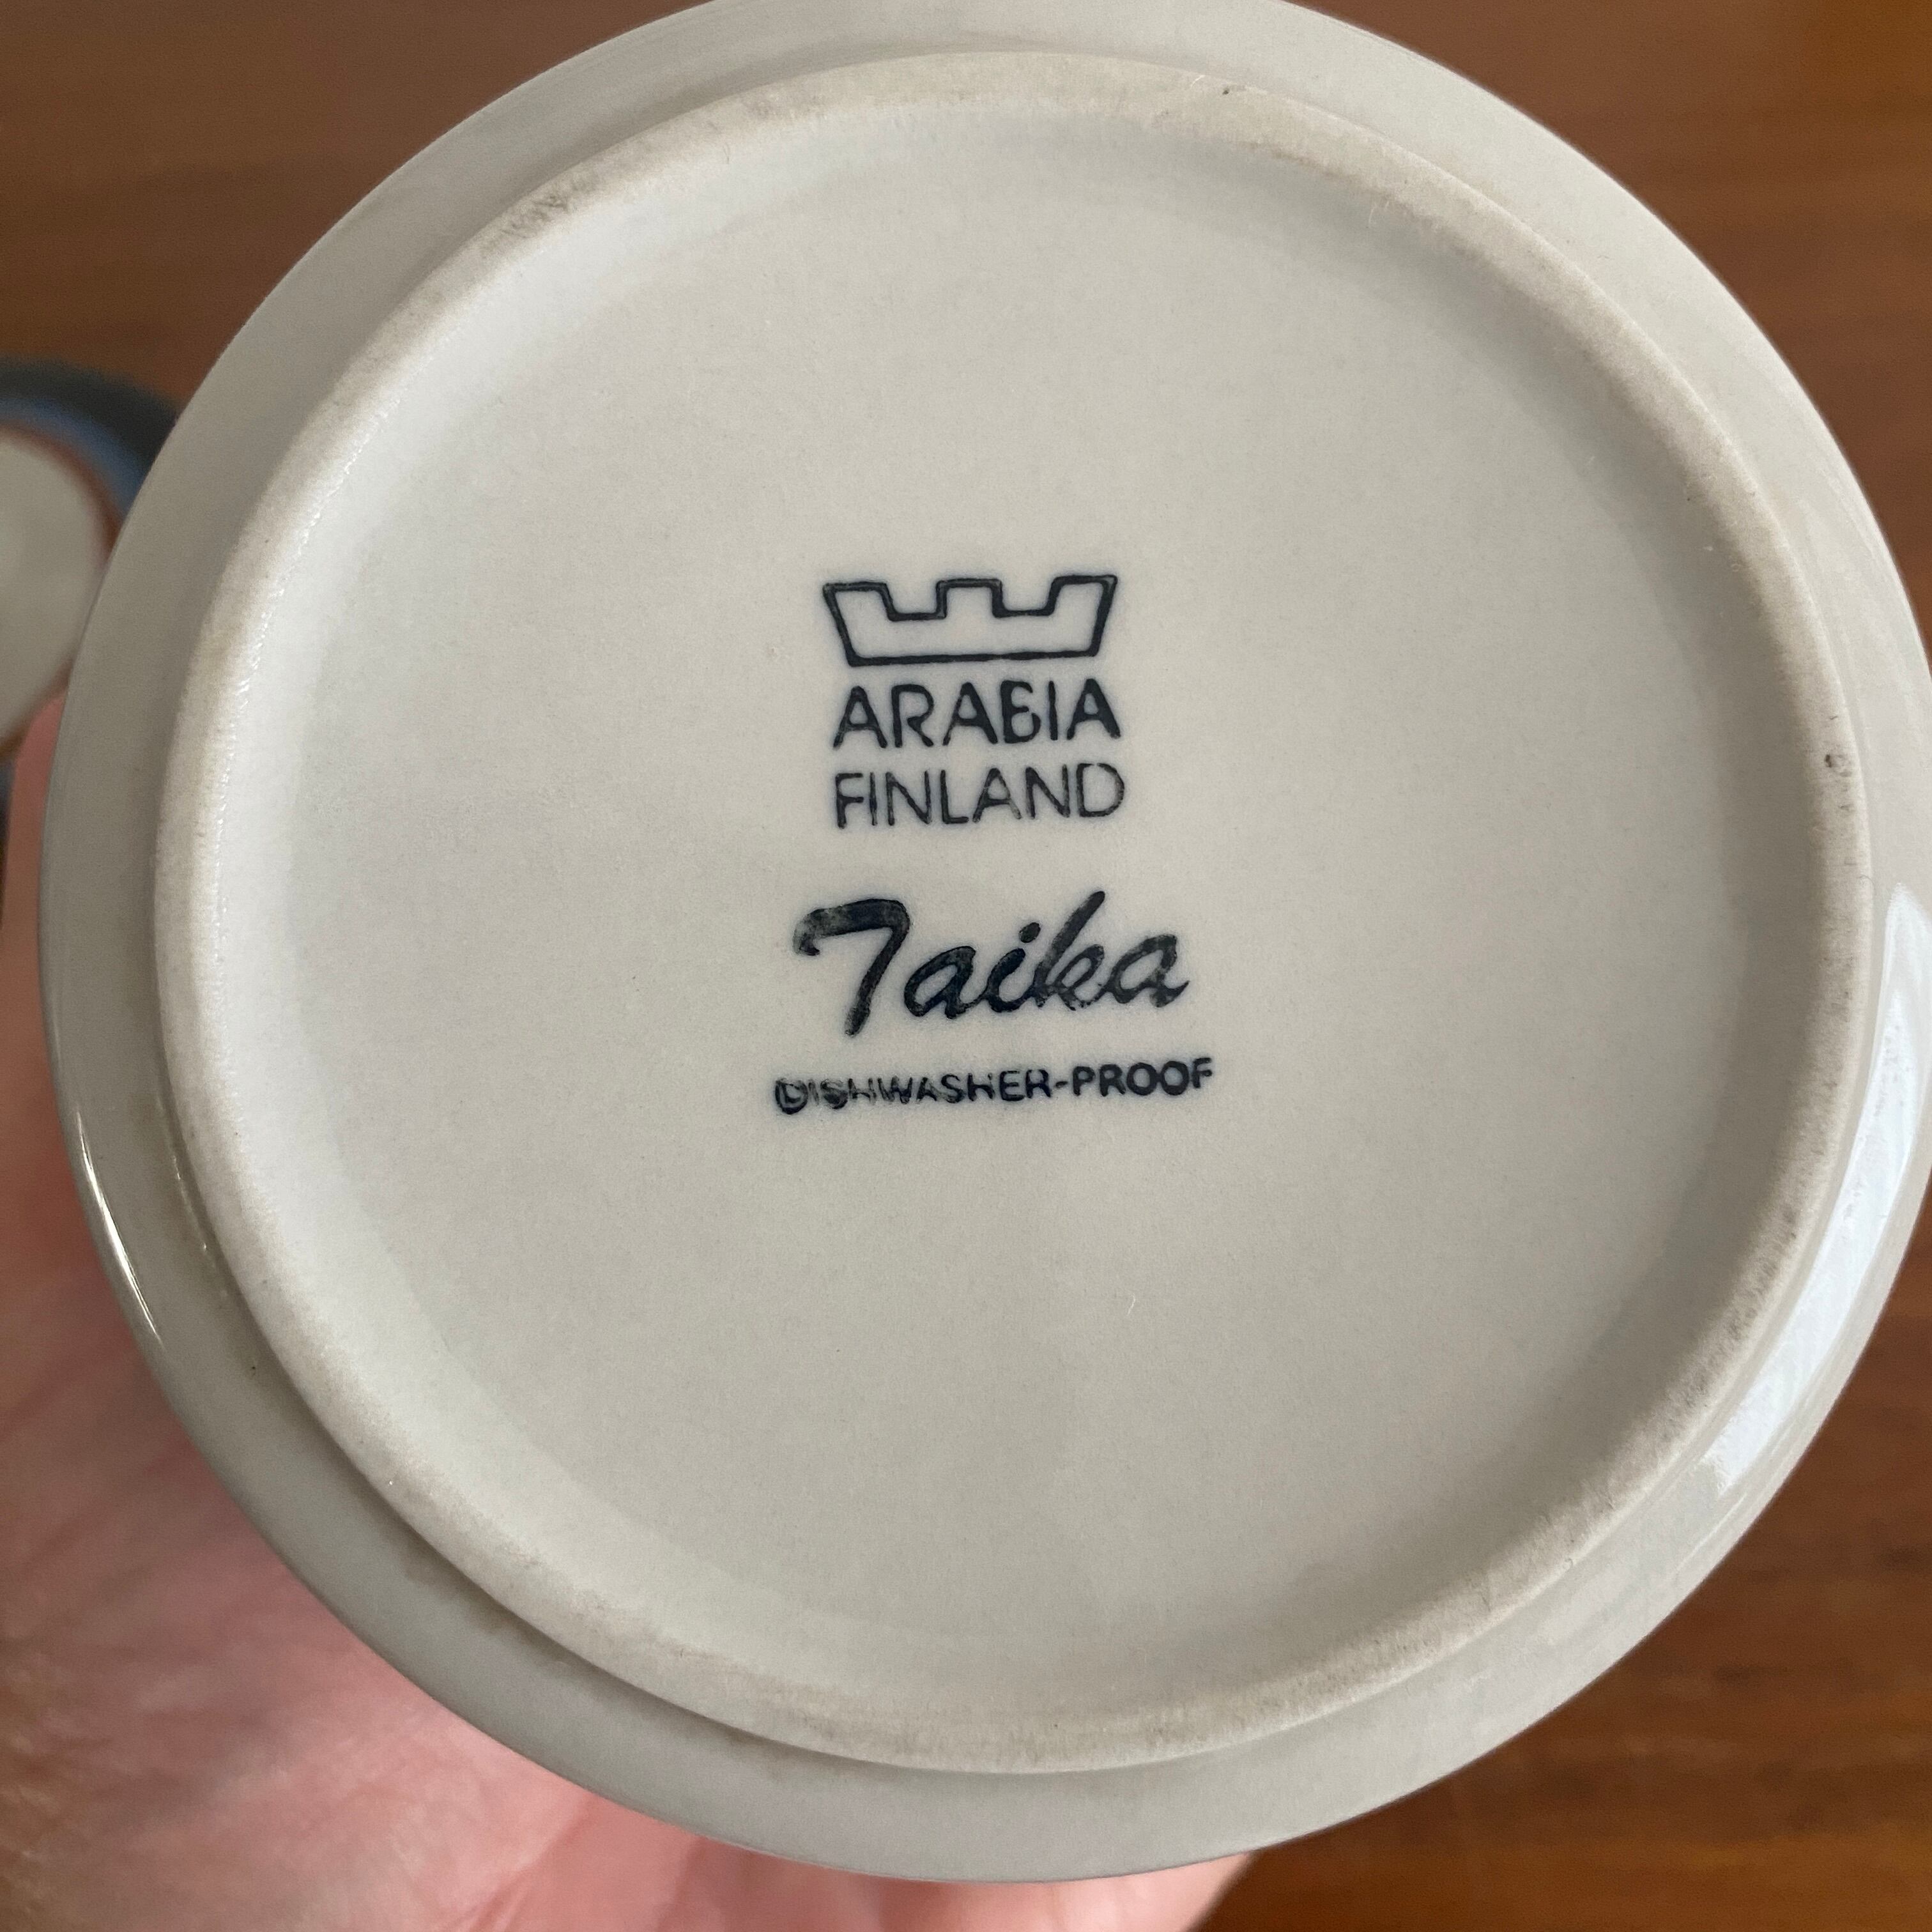 ARABIA
FINLAND
Taika
DISHWASHER-PROOF